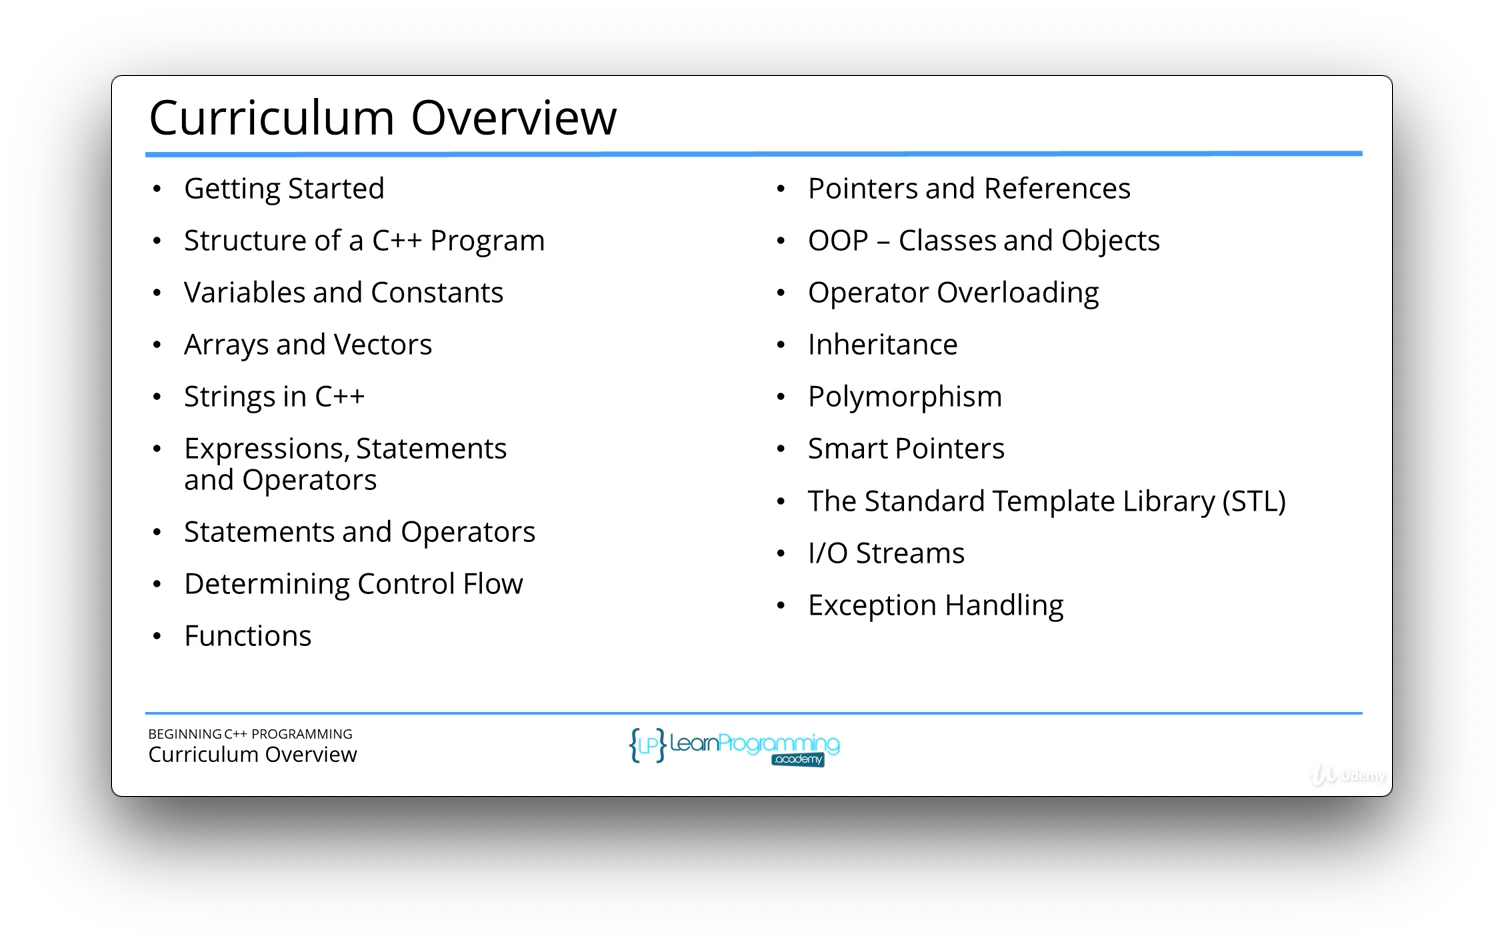 Curriculum Overview
• Getting Started
• Structure of a C++ Program
• Variables and Constants
• Arrays and Vectors
• Strings in C++
• Expressions, Statements
and Operators
• Statements and Operators
• Determining Control Flow
• Functions
• Pointers and References
• OOP – Classes and Objects
• Operator Overloading
• Inheritance
• Polymorphism
• Smart Pointers
• The Standard Template Library (STL)
• I/O Streams
• Exception Handling
BEGINNING C++ PROGRAMMING
Curriculum Overview
{LP} LearnProgramming
.academy
Udemy